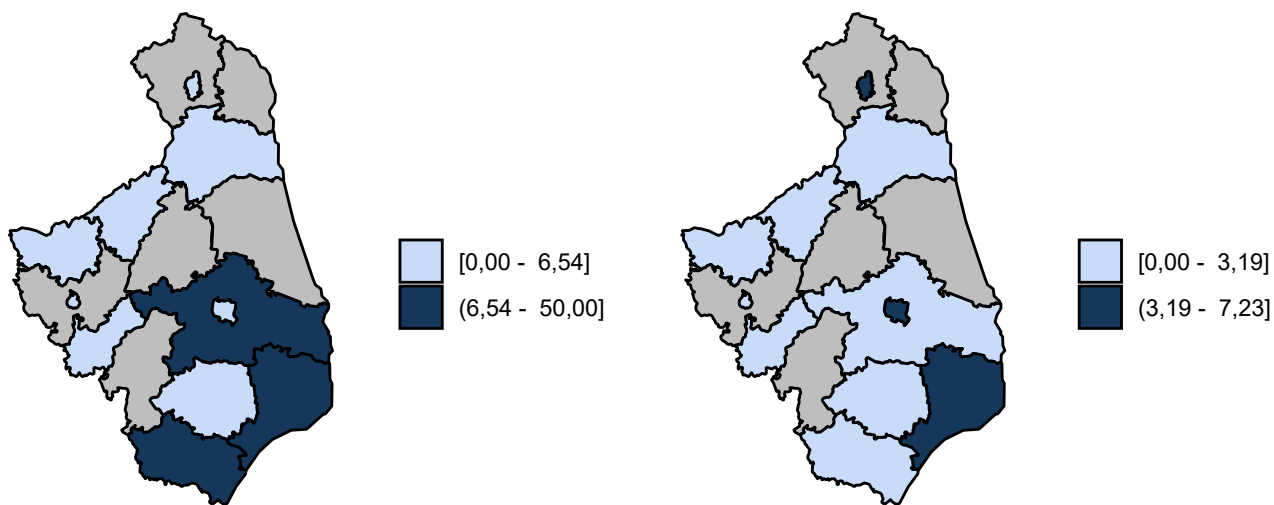 [0,00 -  6,54]
(6,54 -  50,00]
[0,00 -  3,19]
(3,19 -  7,23]